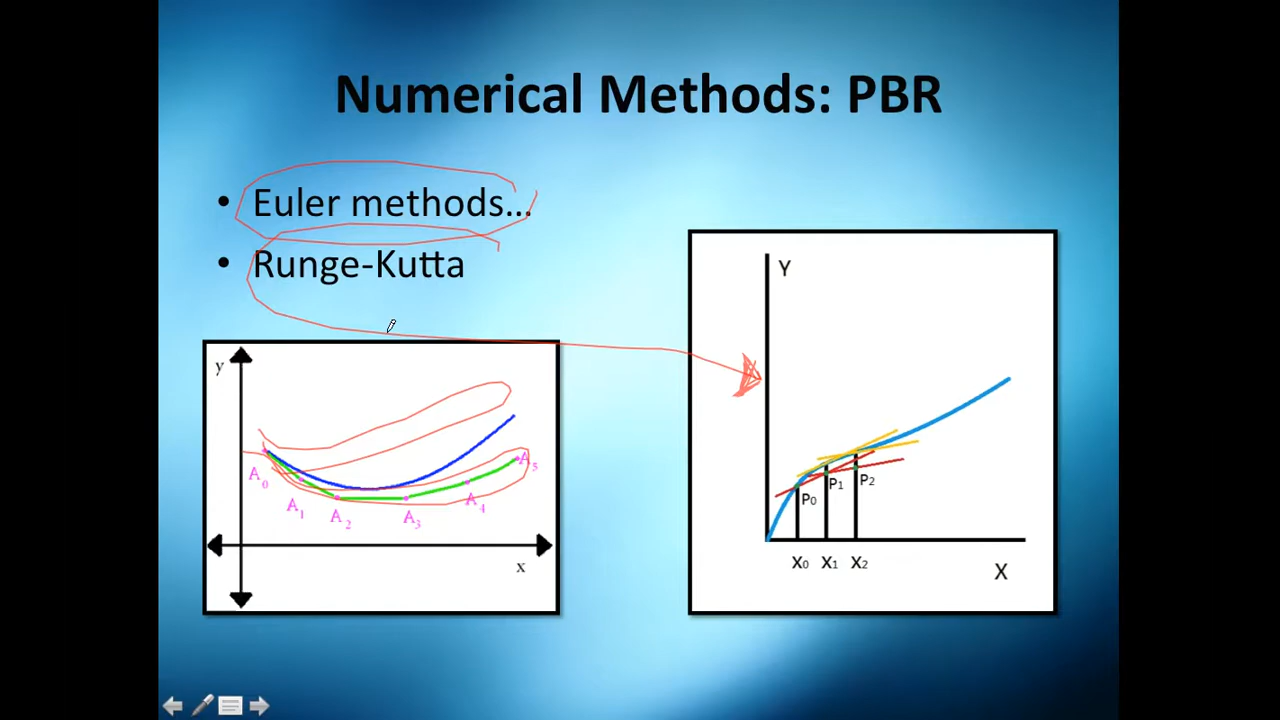 Numerical Methods: PBR
• Euler methods...
• Runge-Kutta
y
A0
A1
A2
A3
A4
A5
x
Y
P0
P1
P2
X0 X1 X2
X